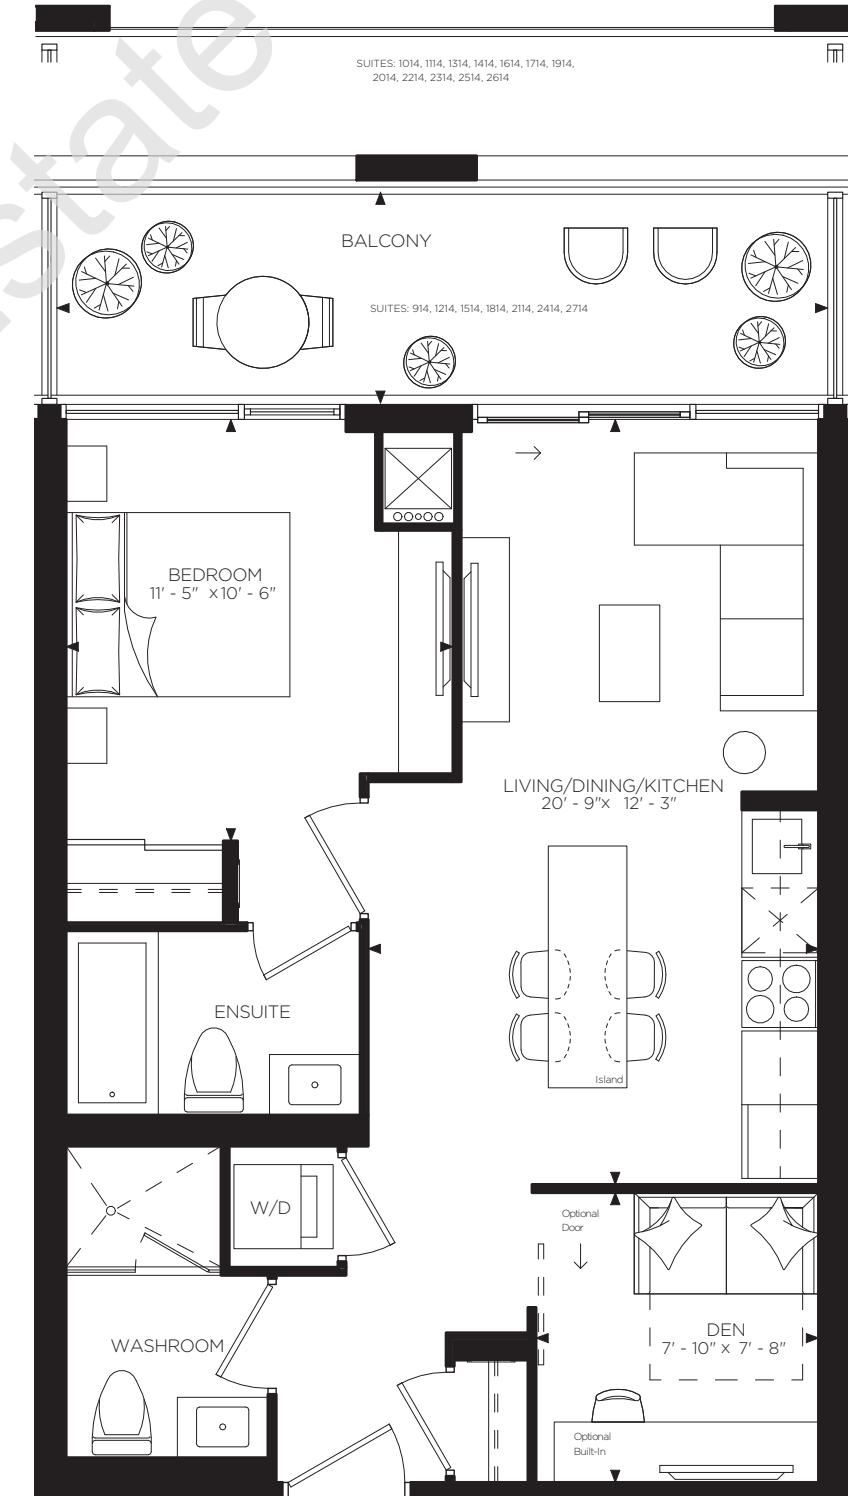 state
SUITES: 1014, 1114, 1314, 1414, 1614, 1714, 1914,
2014, 2214, 2314, 2514, 2614
BALCONY
SUITES: 914, 1214, 1514, 1814, 2114, 2414, 2714
BEDROOM
11' - 5" x10' - 6"
LIVING/DINING/KITCHEN
20' - 9"x 12' - 3"
ENSUITE
Island
W/D
Optional
Door
DEN
7' - 10" x 7' - 8"
WASHROOM
Optional
Built-In